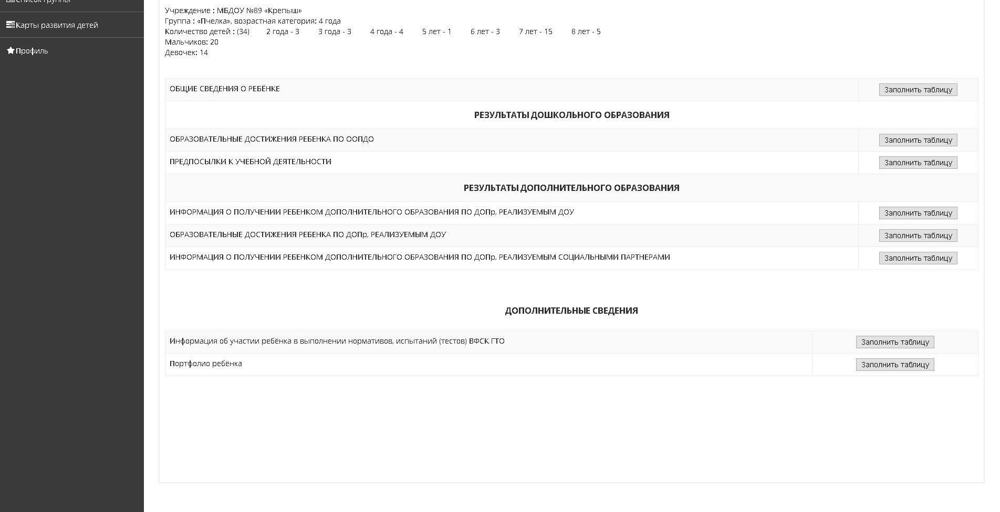 Список группы
Карты развития детей
Профиль
Учреждение : МБДОУ №89 «Крепыш»
Группа : «Пчелка», возрастная категория: 4 года
Количество детей : (34) 2 года - 3 3 года - 3 4 года - 4 5 лет - 1 6 лет - 3 7 лет - 15 8 лет - 5
Мальчиков: 20
Девочек: 14
ОБЩИЕ СВЕДЕНИЯ О РЕБЁНКЕ Заполнить таблицу
РЕЗУЛЬТАТЫ ДОШКОЛЬНОГО ОБРАЗОВАНИЯ
ОБРАЗОВАТЕЛЬНЫЕ ДОСТИЖЕНИЯ РЕБЕНКА ПО ООПДО Заполнить таблицу
ПРЕДПОСЫЛКИ К УЧЕБНОЙ ДЕЯТЕЛЬНОСТИ Заполнить таблицу
РЕЗУЛЬТАТЫ ДОПОЛНИТЕЛЬНОГО ОБРАЗОВАНИЯ
ИНФОРМАЦИЯ О ПОЛУЧЕНИИ РЕБЕНКОМ ДОПОЛНИТЕЛЬНОГО ОБРАЗОВАНИЯ ПО ДОПр, РЕАЛИЗУЕМЫМ ДОУ Заполнить таблицу
ОБРАЗОВАТЕЛЬНЫЕ ДОСТИЖЕНИЯ РЕБЕНКА ПО ДОПр, РЕАЛИЗУЕМЫМ ДОУ Заполнить таблицу
ИНФОРМАЦИЯ О ПОЛУЧЕНИИ РЕБЕНКОМ ДОПОЛНИТЕЛЬНОГО ОБРАЗОВАНИЯ ПО ДОПр, РЕАЛИЗУЕМЫМ СОЦИАЛЬНЫМИ ПАРТНЕРАМИ Заполнить таблицу
ДОПОЛНИТЕЛЬНЫЕ СВЕДЕНИЯ
Информация об участии ребёнка в выполнении нормативов, испытаний (тестов) ВФСК ГТО Заполнить таблицу
Портфолио ребёнка Заполнить таблицу